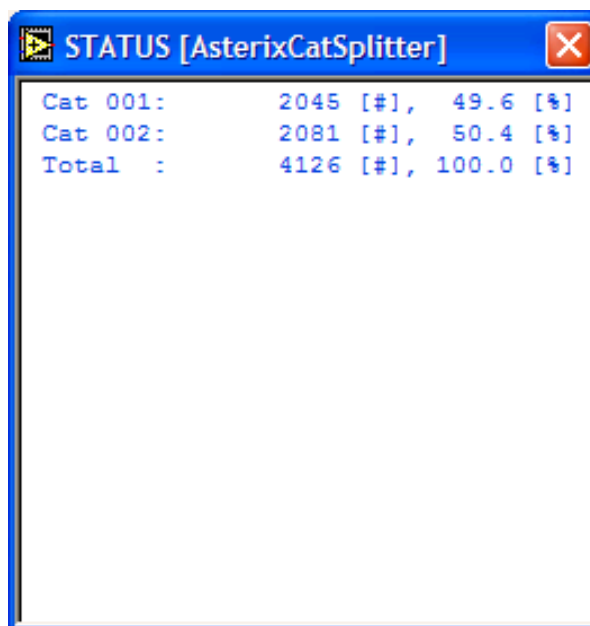 STATUS [AsterixCatSplitter]
Cat 001:      2045 [#],  49.6 [%]
Cat 002:      2081 [#],  50.4 [%]
Total  :      4126 [#], 100.0 [%]